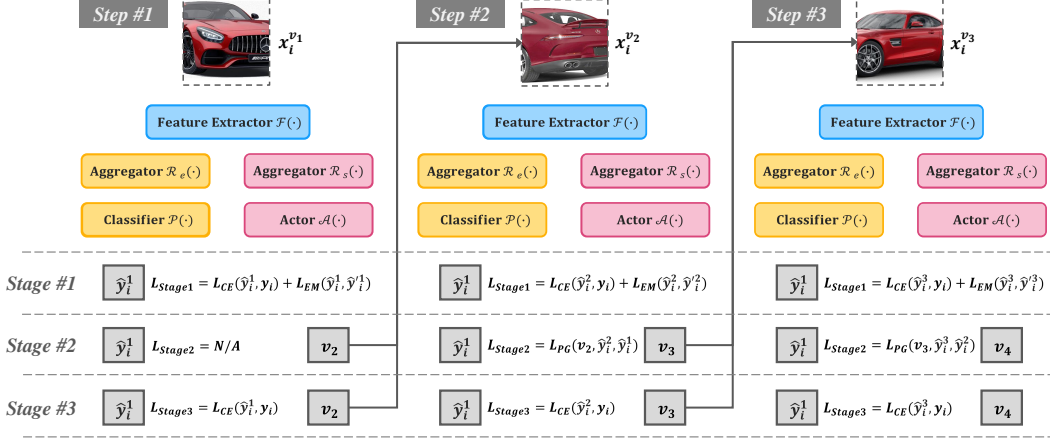 Step #1
x_i^{v_1}
Step #2
x_i^{v_2}
Step #3
x_i^{v_3}
Feature Extractor ℱ(·)
Feature Extractor ℱ(·)
Feature Extractor ℱ(·)
Aggregator ℛ_e(·)
Aggregator ℛ_s(·)
Aggregator ℛ_e(·)
Aggregator ℛ_s(·)
Aggregator ℛ_e(·)
Aggregator ℛ_s(·)
Classifier 𝒫(·)
Actor 𝒜(·)
Classifier 𝒫(·)
Actor 𝒜(·)
Classifier 𝒫(·)
Actor 𝒜(·)
Stage #1
ŷ_i^1
L_{Stage1} = L_{CE}(ŷ_i^1, y_i) + L_{EM}(ŷ_i^1, ŷ'_i^1)
ŷ_i^1
L_{Stage1} = L_{CE}(ŷ_i^2, y_i) + L_{EM}(ŷ_i^2, ŷ'_i^2)
ŷ_i^1
L_{Stage1} = L_{CE}(ŷ_i^3, y_i) + L_{EM}(ŷ_i^3, ŷ'_i^3)
Stage #2
ŷ_i^1
L_{Stage2} = N/A
v_2
ŷ_i^1
L_{Stage2} = L_{PG}(v_2, ŷ_i^2, ŷ_i^1)
v_3
ŷ_i^1
L_{Stage2} = L_{PG}(v_3, ŷ_i^3, ŷ_i^2)
v_4
Stage #3
ŷ_i^1
L_{Stage3} = L_{CE}(ŷ_i^1, y_i)
v_2
ŷ_i^1
L_{Stage3} = L_{CE}(ŷ_i^2, y_i)
v_3
ŷ_i^1
L_{Stage3} = L_{CE}(ŷ_i^3, y_i)
v_4